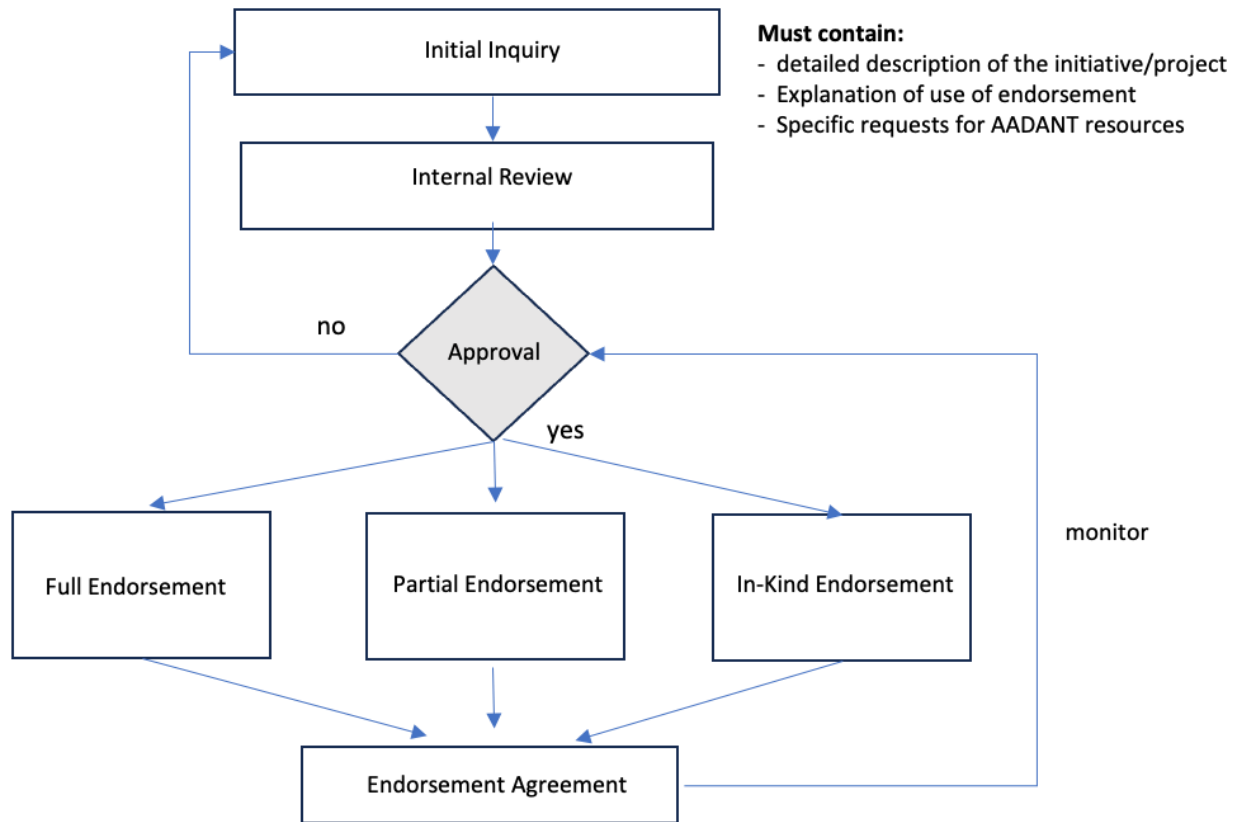 Initial Inquiry
Must contain:
- detailed description of the initiative/project
- Explanation of use of endorsement
- Specific requests for AADANT resources
Internal Review
no
Approval
yes
monitor
Full Endorsement
Partial Endorsement
In-Kind Endorsement
Endorsement Agreement